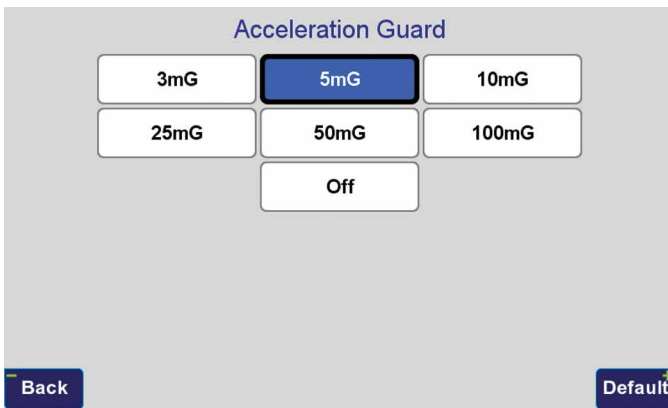 Acceleration Guard
3mG 5mG 10mG
25mG 50mG 100mG
Off
− Back Default +